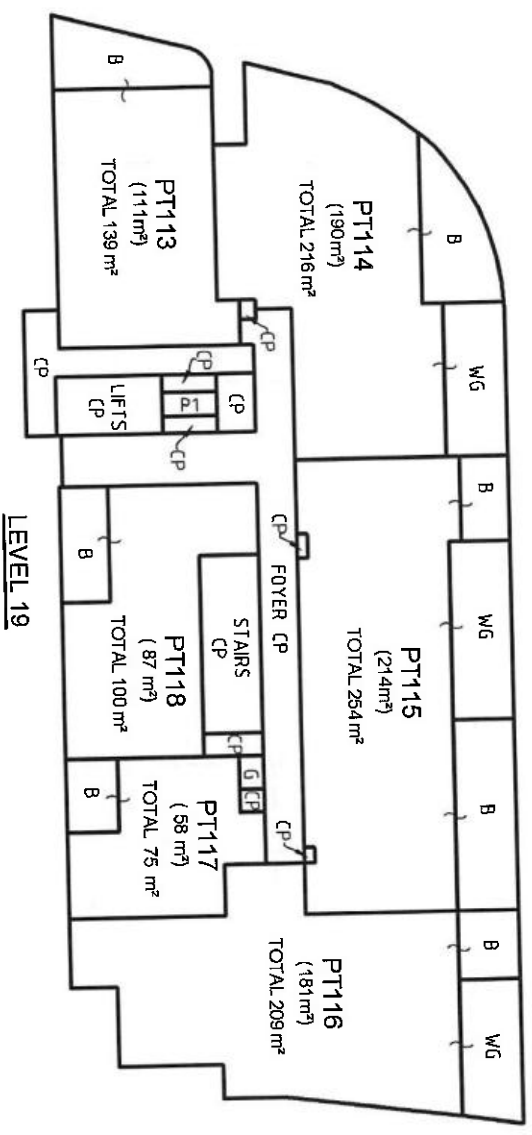 B
PT113
(111m²)
TOTAL 139 m²
PT114
(190m²)
TOTAL 216 m²
B
WG
CP
CP
LIFTS
CP
CP
P1
CP
CP
B
WG
B
PT115
(214m²)
TOTAL 254 m²
CP
FOYER CP
STAIRS
CP
B
PT118
( 87 m²)
TOTAL 100 m²
CP
G
CP
CP
B
PT117
( 58 m²)
TOTAL 75 m²
B
WG
PT116
(181m²)
TOTAL 209 m²
LEVEL 19